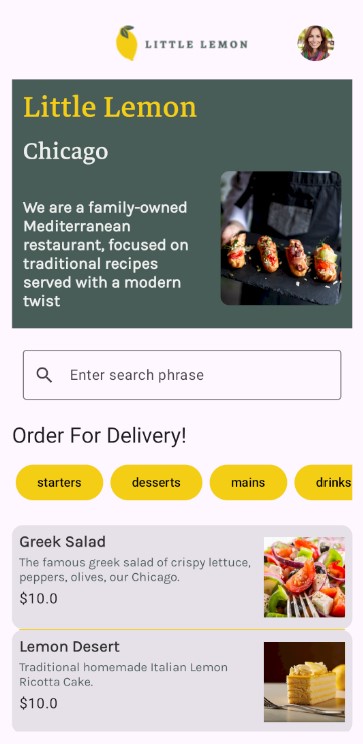 LITTLE LEMON
Little Lemon
Chicago
We are a family-owned
Mediterranean
restaurant, focused on
traditional recipes
served with a modern
twist
Enter search phrase
Order For Delivery!
starters desserts mains drinks
Greek Salad
The famous greek salad of crispy lettuce,
peppers, olives, our Chicago.
$10.0
Lemon Desert
Traditional homemade Italian Lemon
Ricotta Cake.
$10.0